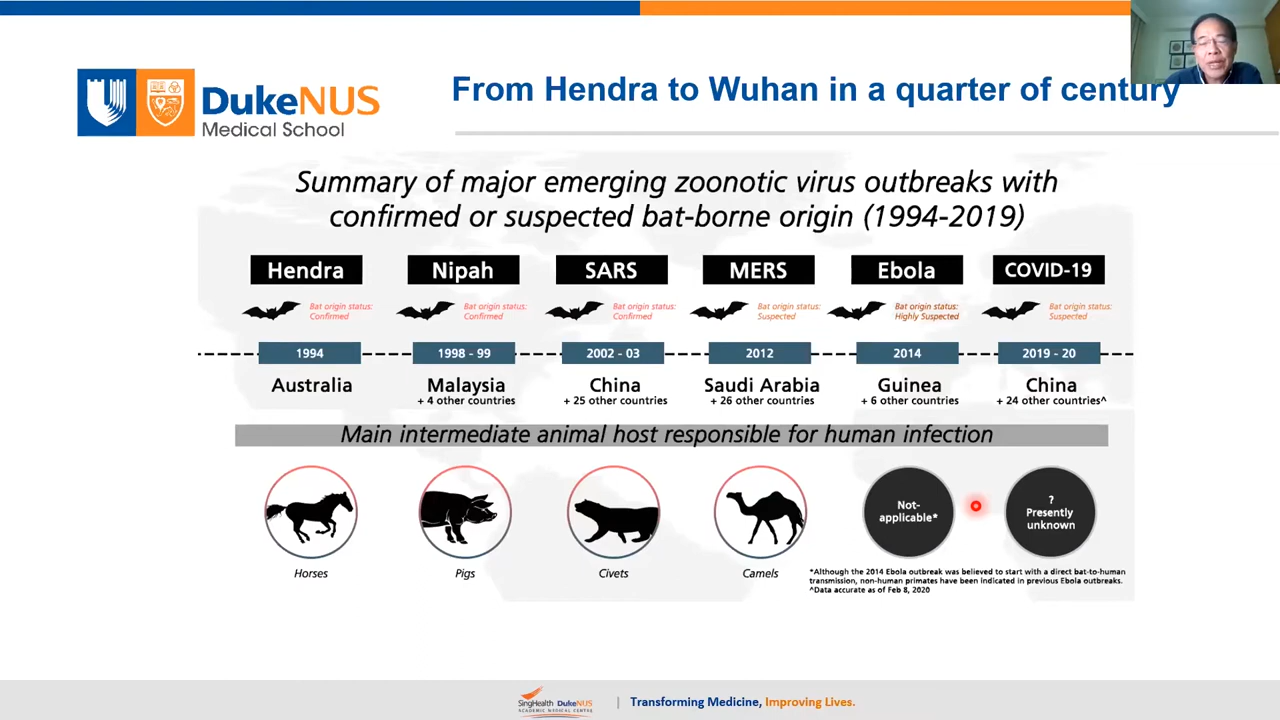 DukeNUS
Medical School
From Hendra to Wuhan in a quarter of century
Summary of major emerging zoonotic virus outbreaks with
confirmed or suspected bat-borne origin (1994-2019)
Hendra Nipah SARS MERS Ebola COVID-19
Bat origin status: Bat origin status: Bat origin status: Bat origin status: Bat origin status: Bat origin status:
Confirmed Confirmed Confirmed Suspected Highly Suspected Suspected
1994 1998 - 99 2002 - 03 2012 2014 2019 - 20
Australia Malaysia China Saudi Arabia Guinea China
+ 4 other countries + 25 other countries + 26 other countries + 6 other countries + 24 other countries^
Main intermediate animal host responsible for human infection
Not-
applicable*
?
Presently
unknown
Horses Pigs Civets Camels
*Although the 2014 Ebola outbreak was believed to start with a direct bat-to-human
transmission, non-human primates have been indicated in previous Ebola outbreaks.
^Data accurate as of Feb 8, 2020
SingHealth DukeNUS
ACADEMIC MEDICAL CENTRE
| Transforming Medicine, Improving Lives.